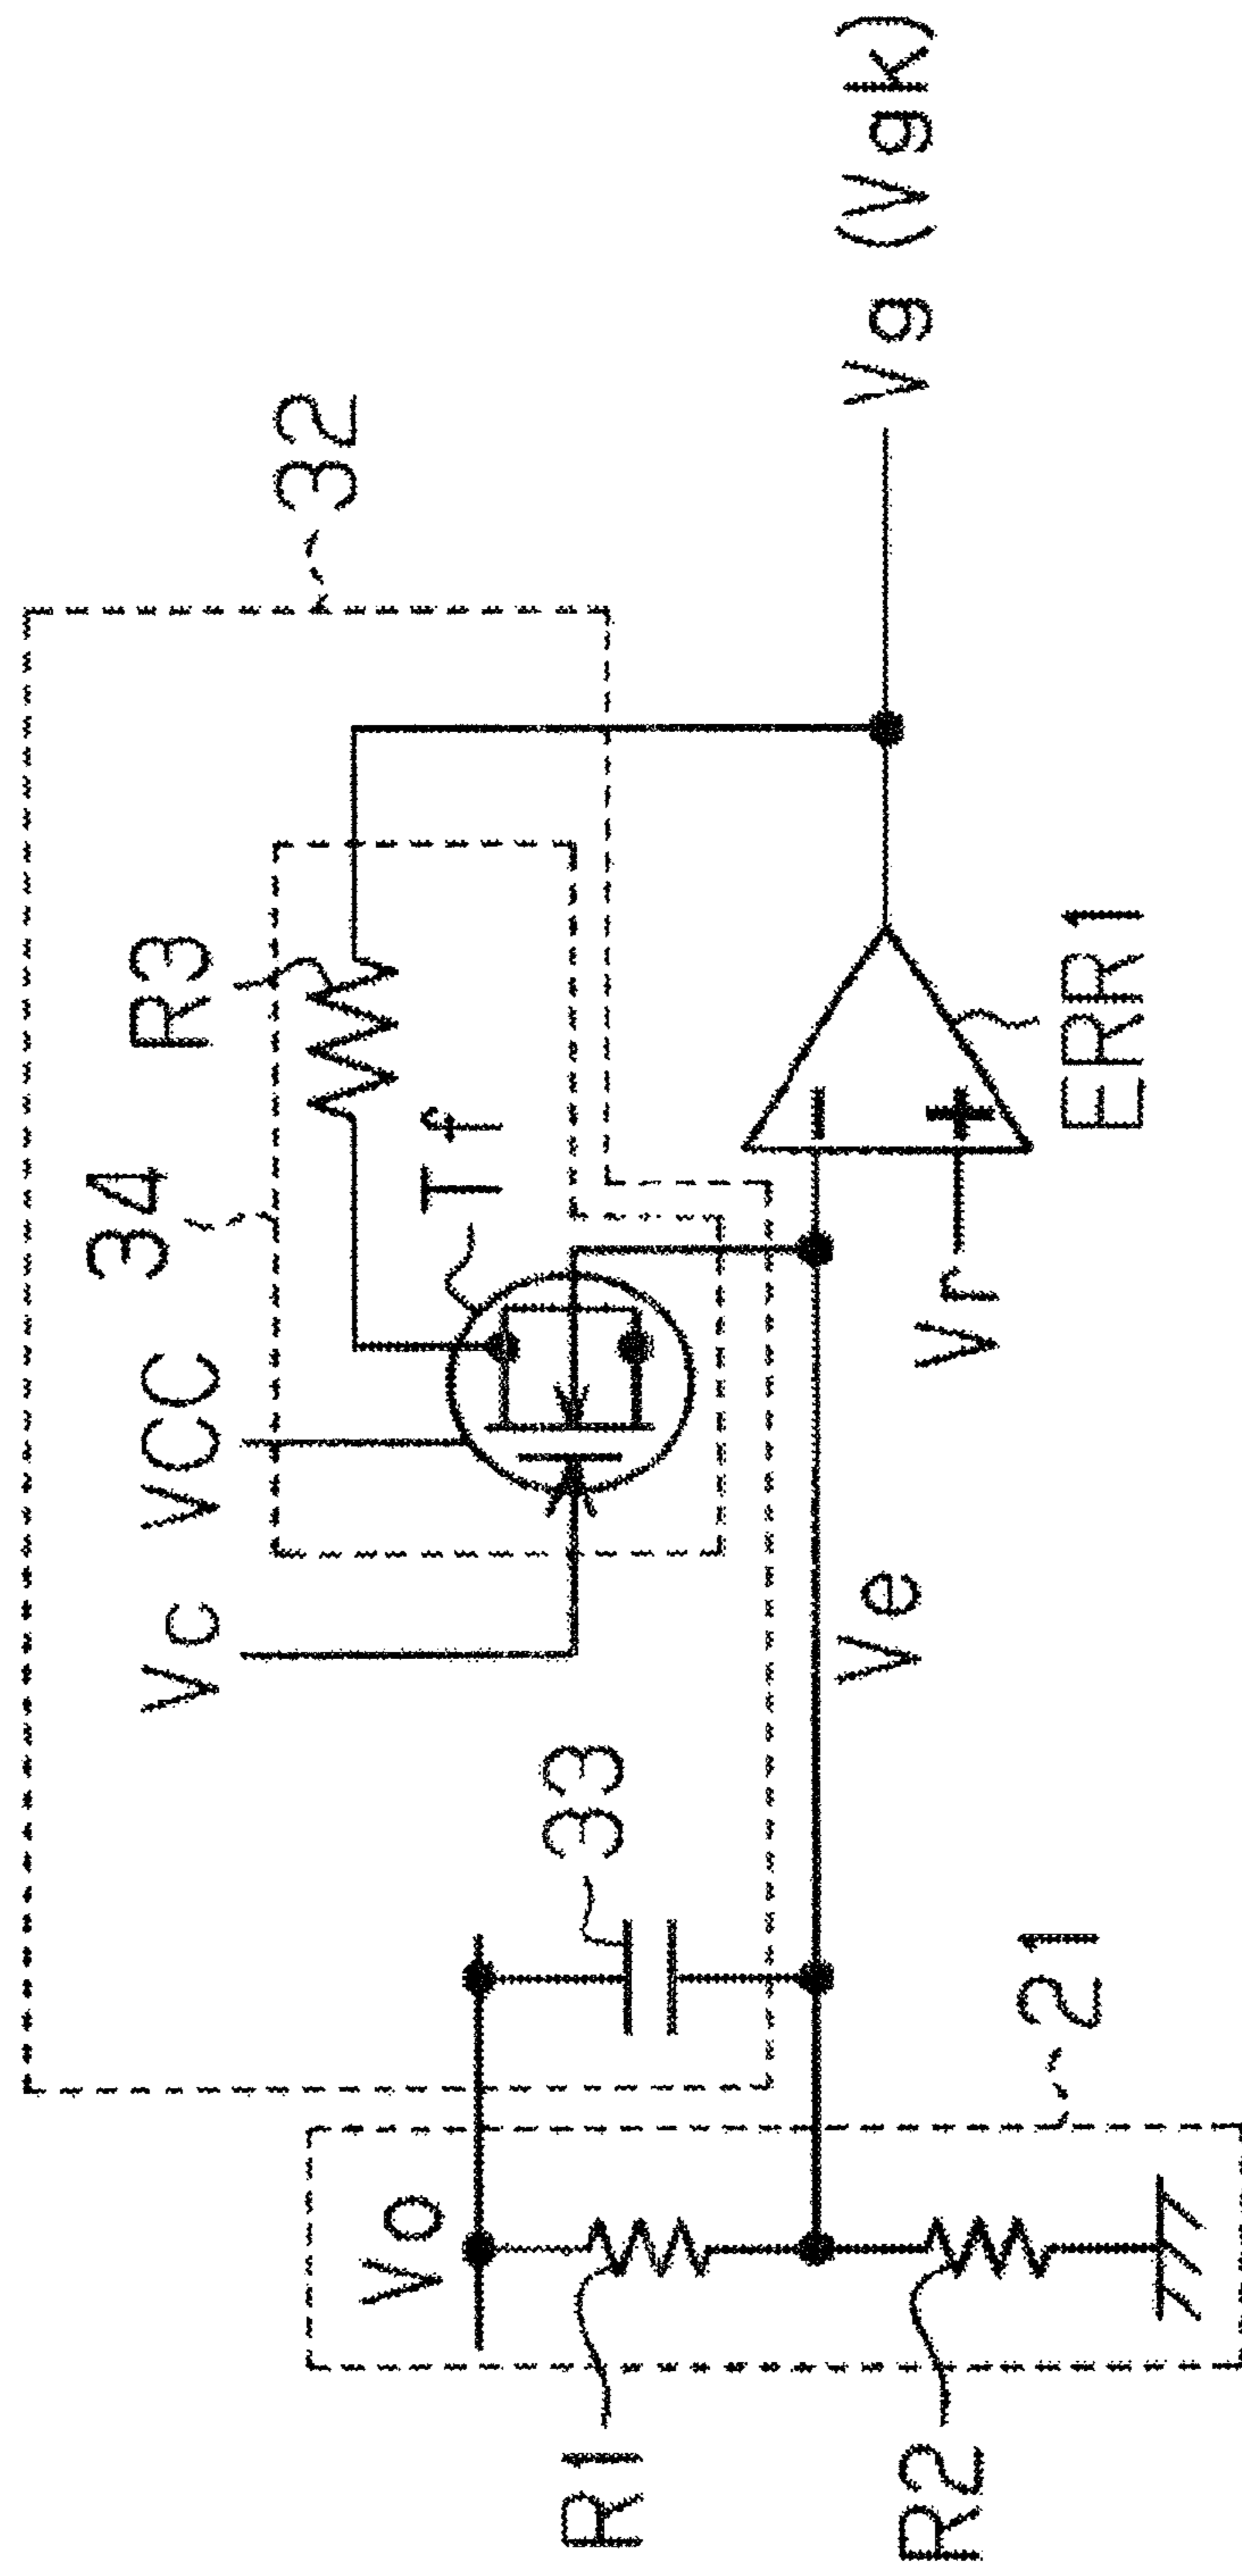 32
34
R3
Vc
VCC
Tf
33
Vo
R1
R2
21
Ve
Vr
−
+
ERR1
Vg (Vgk)